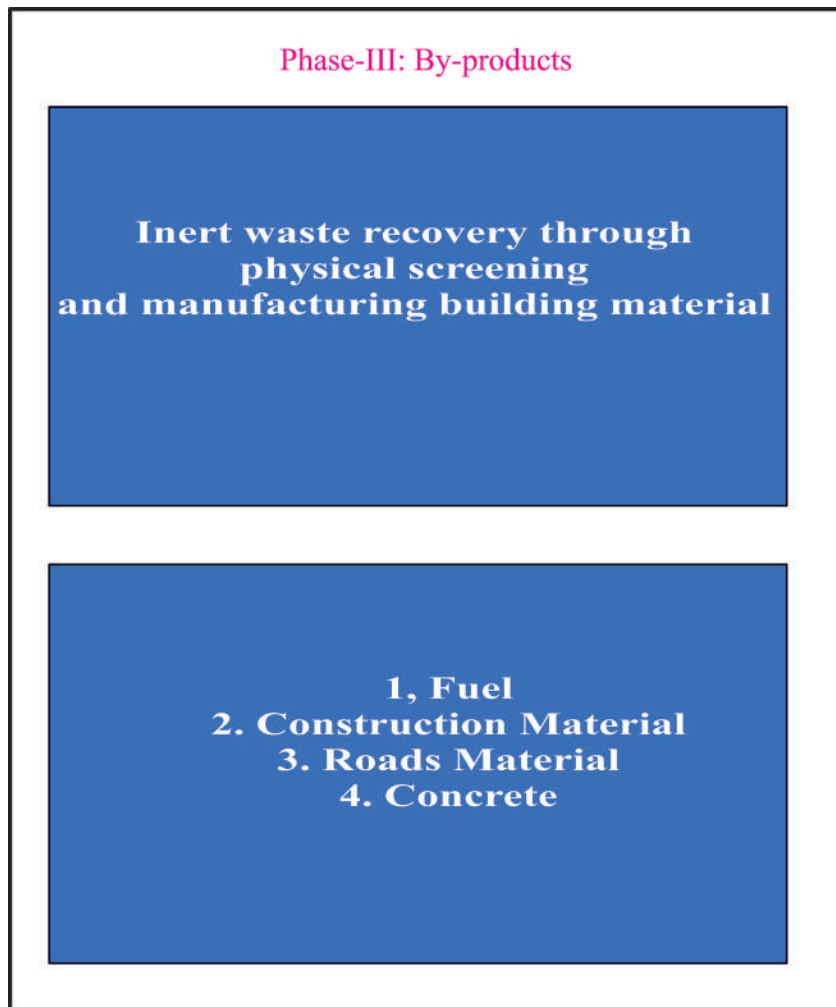 Phase-III: By-products
Inert waste recovery through
physical screening
and manufacturing building material
1, Fuel
2. Construction Material
3. Roads Material
4. Concrete